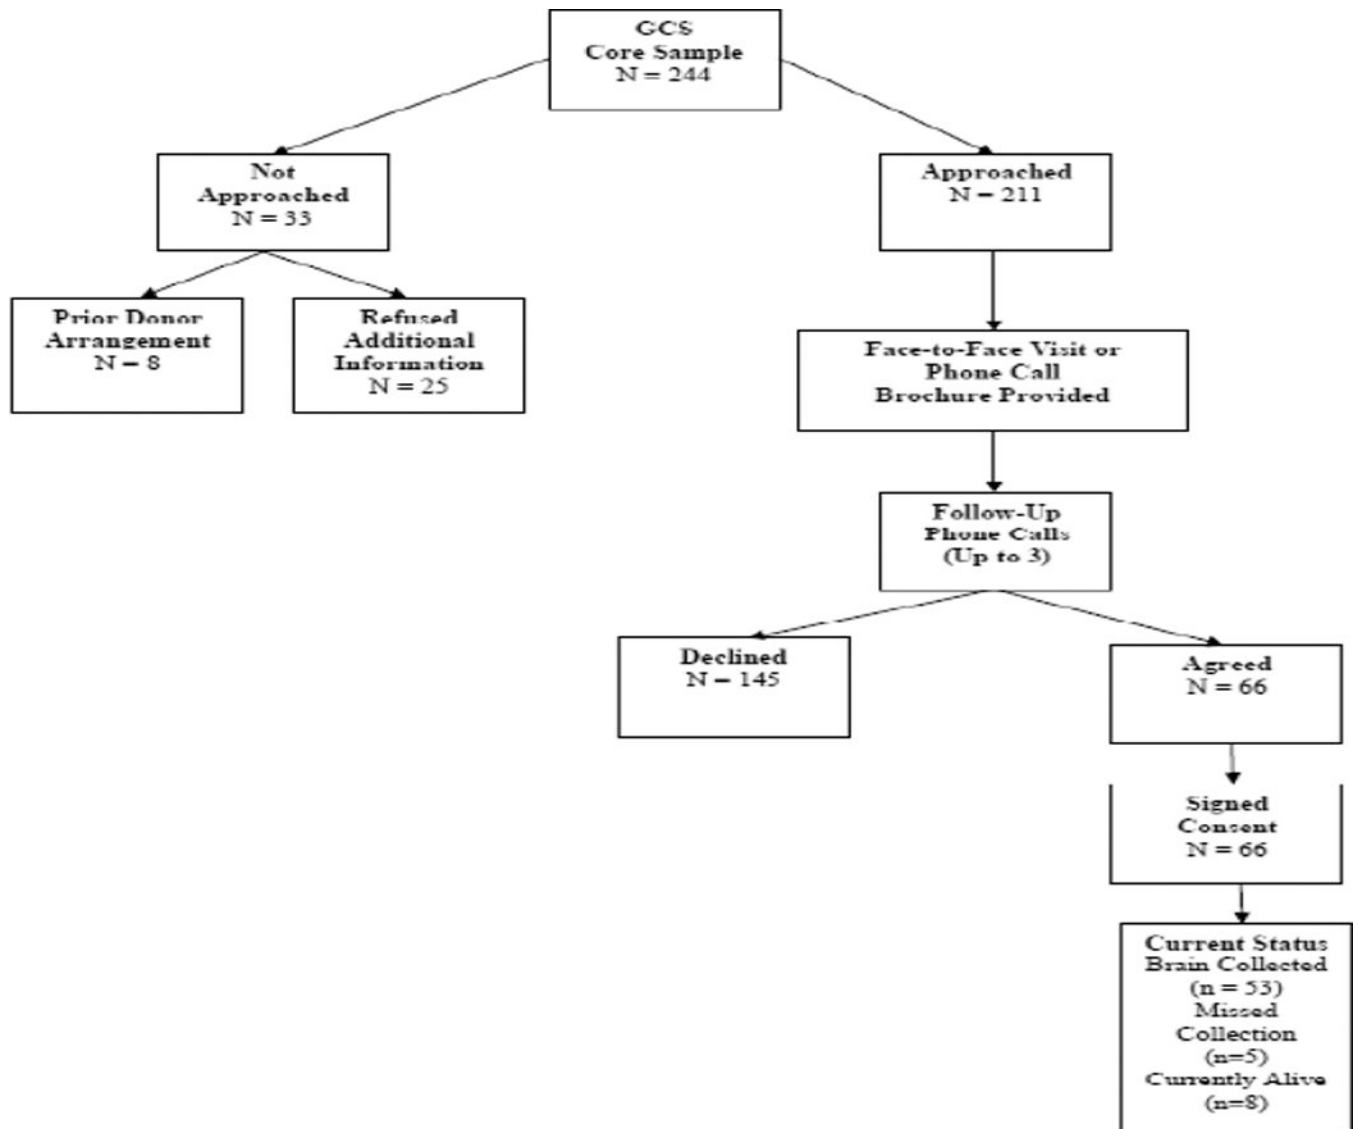 GCS
Core Sample
N = 244
Not
Approached
N = 33
Approached
N = 211
Prior Donor
Arrangement
N = 8
Refused
Additional
Information
N = 25
Face-to-Face Visit or
Phone Call
Brochure Provided
Follow-Up
Phone Calls
(Up to 3)
Declined
N = 145
Agreed
N = 66
Signed
Consent
N = 66
Current Status
Brain Collected
(n = 53)
Missed
Collection
(n=5)
Currently Alive
(n=8)